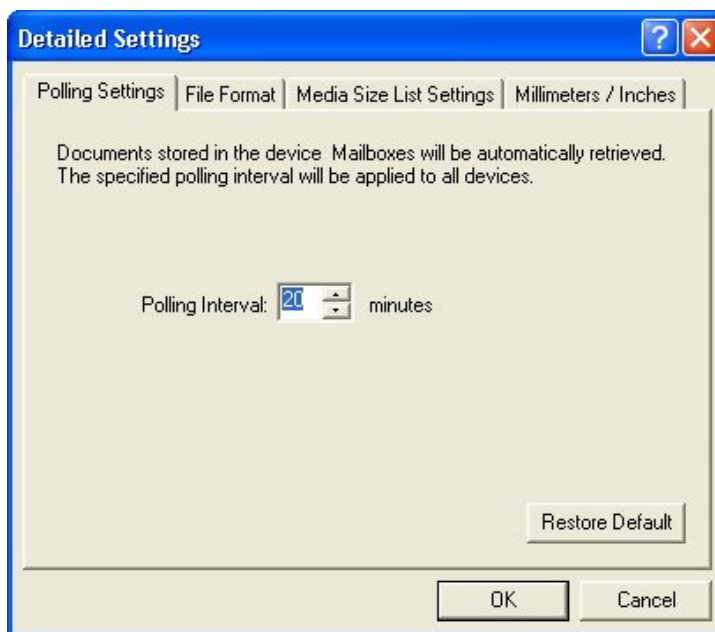 Detailed Settings
Polling Settings File Format Media Size List Settings Millimeters / Inches
Documents stored in the device Mailboxes will be automatically retrieved.
The specified polling interval will be applied to all devices.
Polling Interval: 20 minutes
Restore Default
OK Cancel